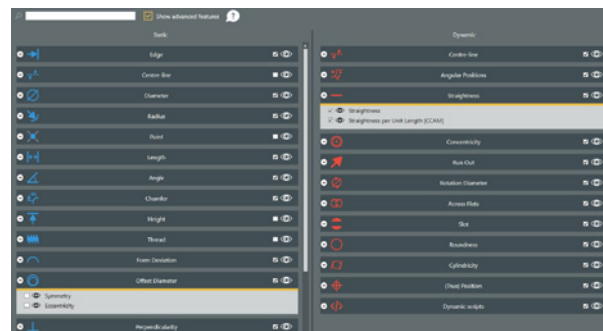 Show advanced features
?
Static
Edge
Centre line
Diameter
Radius
Point
Length
Angle
Chamfer
Height
Thread
Form Deviation
Offset Diameter
Symmetry
Eccentricity
Perpendicularity
Dynamic
Centre line
Angular Positions
Straightness
Straightness
Straightness per Unit Length [CCAM]
Concentricity
Run Out
Rotation Diameter
Across Flats
Slot
Roundness
Cylindricity
(True) Position
Dynamic scripts